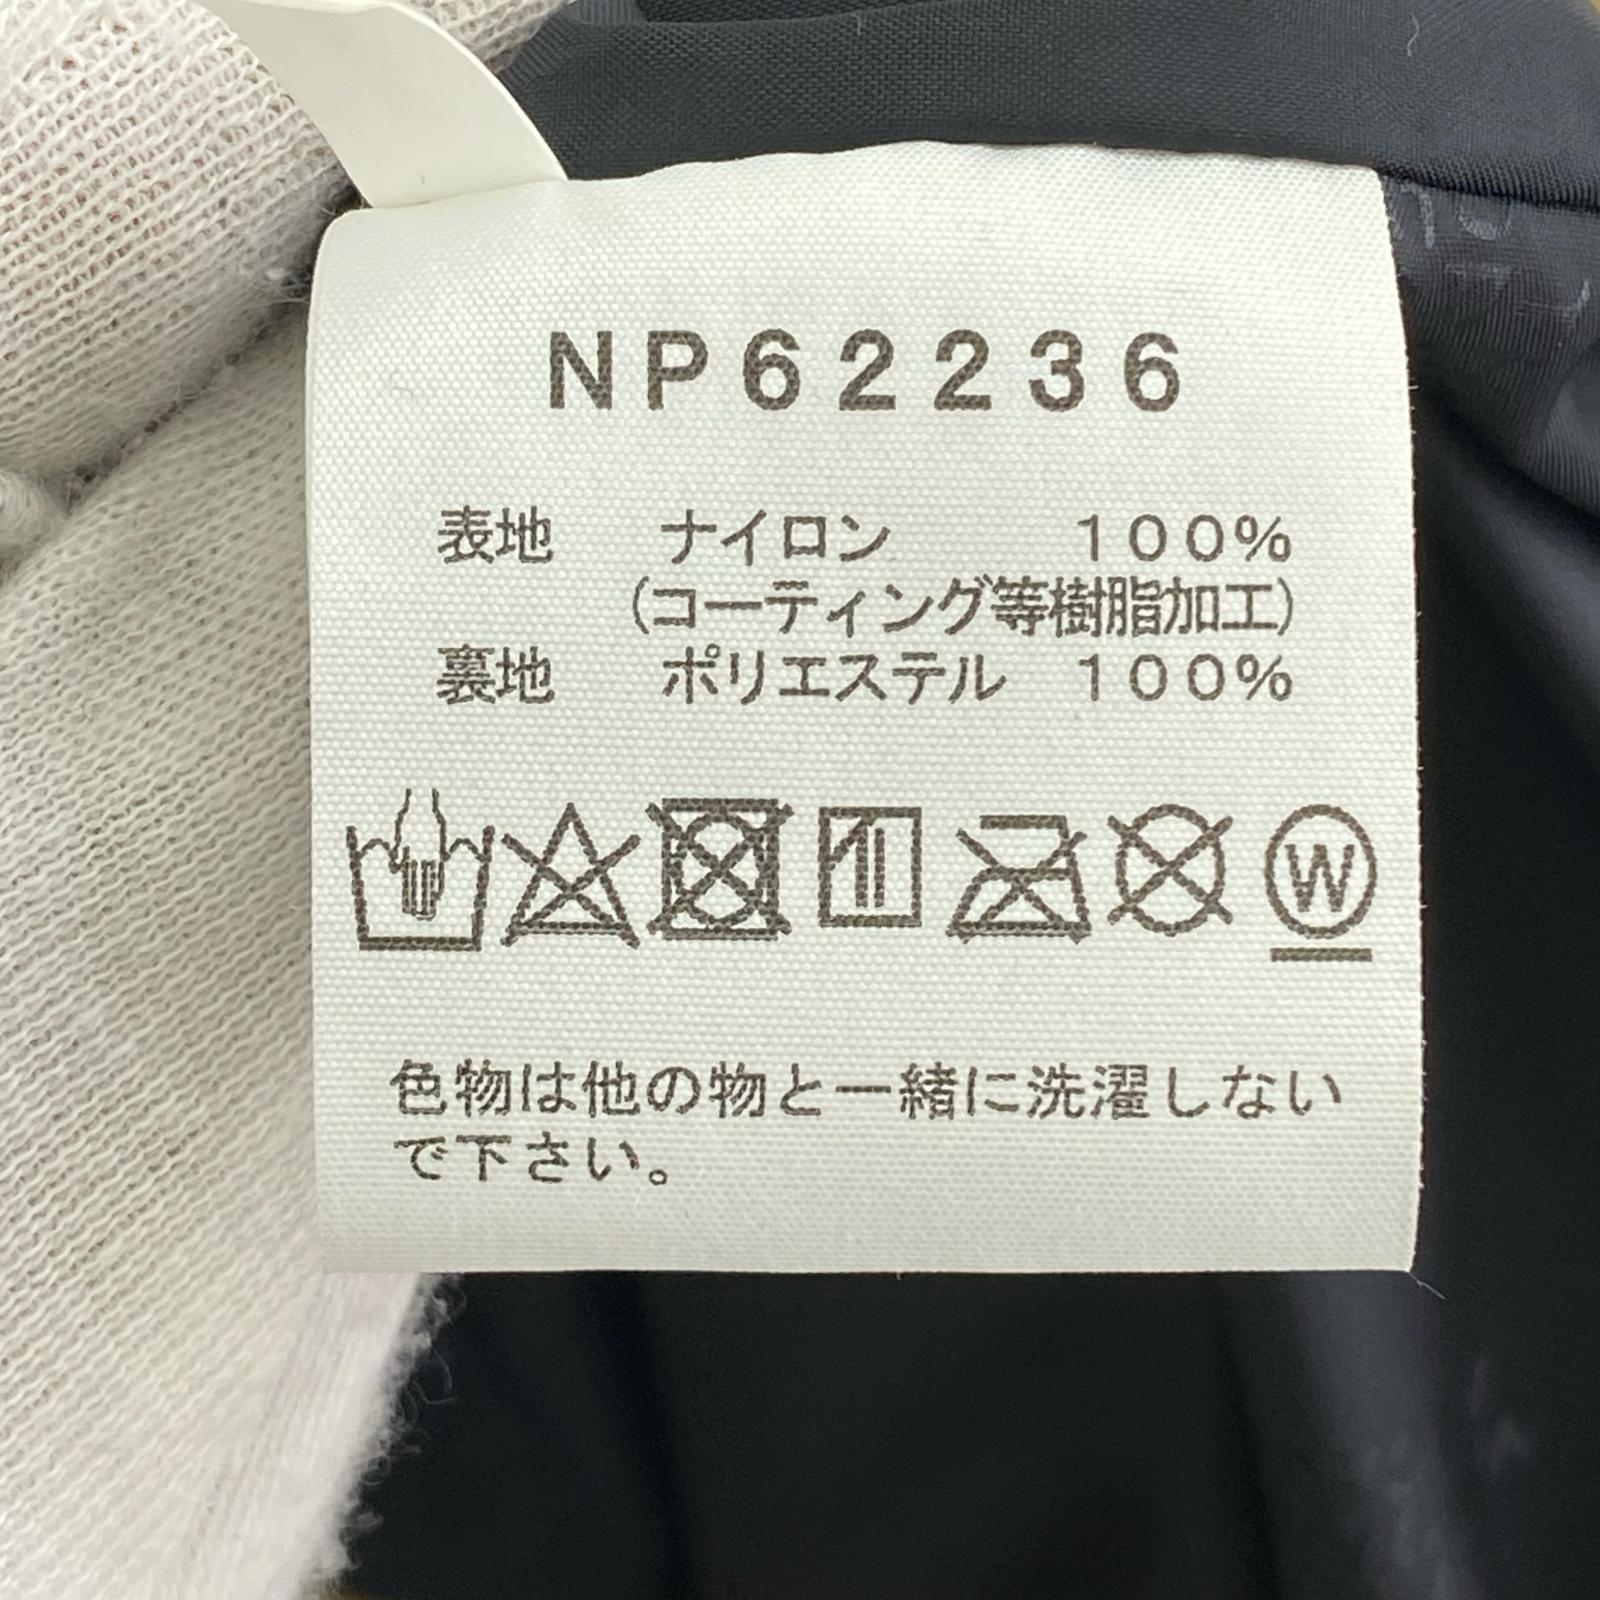 NP62236
表地 ナイロン 100%
(コーティング等樹脂加工)
裏地 ポリエステル 100%
W
色物は他の物と一緒に洗濯しない
で下さい。